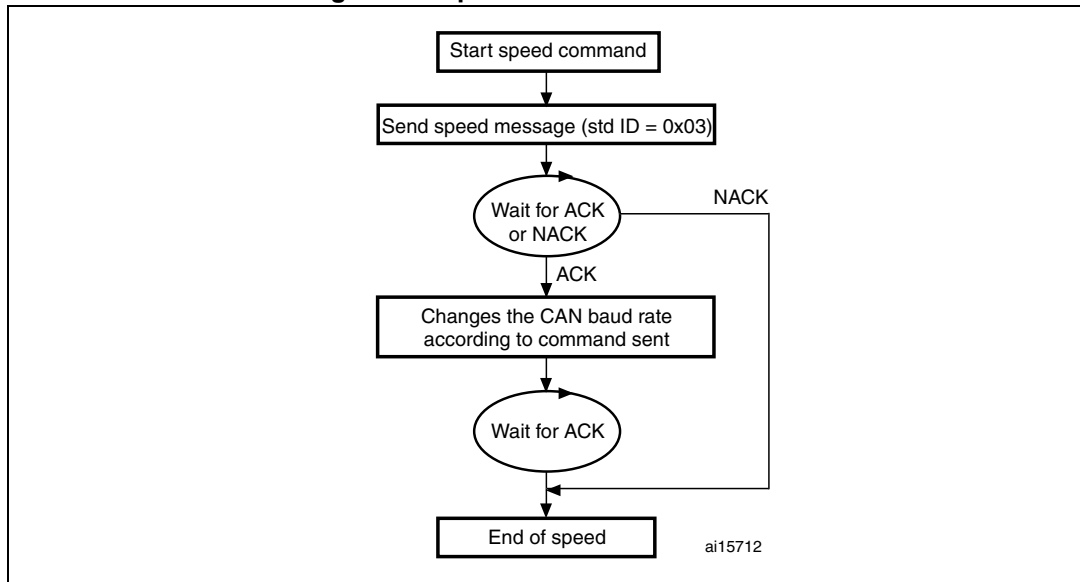 Start speed command
Send speed message (std ID = 0x03)
NACK
Wait for ACK
or NACK
ACK
Changes the CAN baud rate
according to command sent
Wait for ACK
End of speed
ai15712